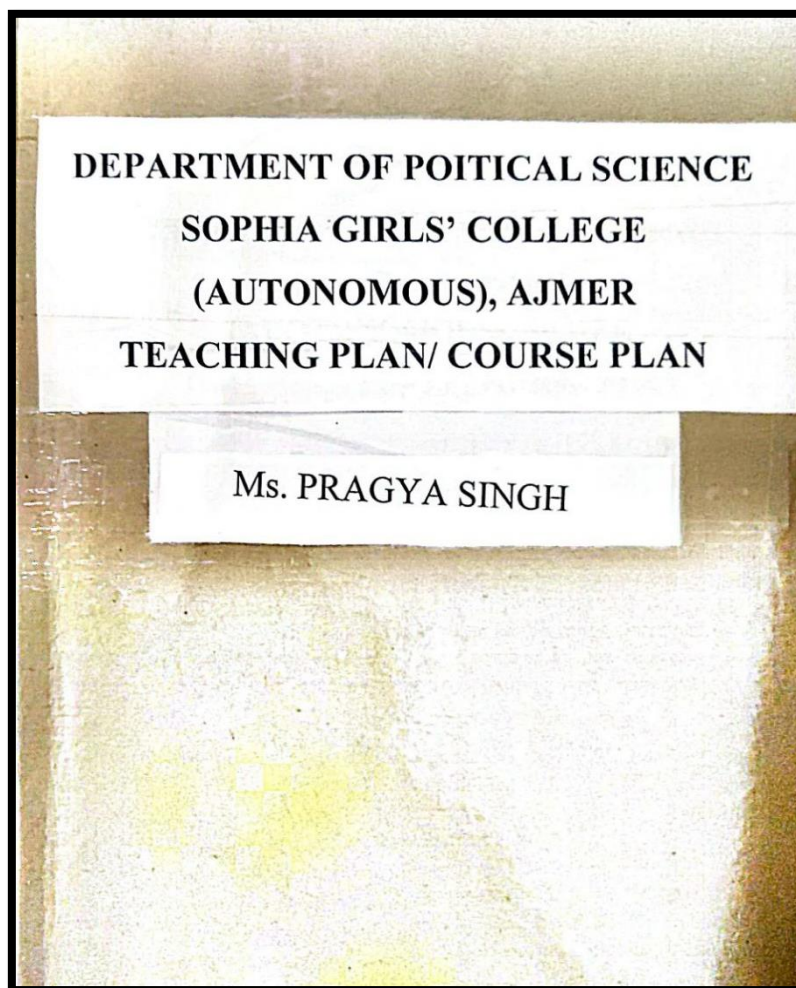 DEPARTMENT OF POITICAL SCIENCE
SOPHIA GIRLS’ COLLEGE
(AUTONOMOUS), AJMER
TEACHING PLAN/ COURSE PLAN
Ms. PRAGYA SINGH